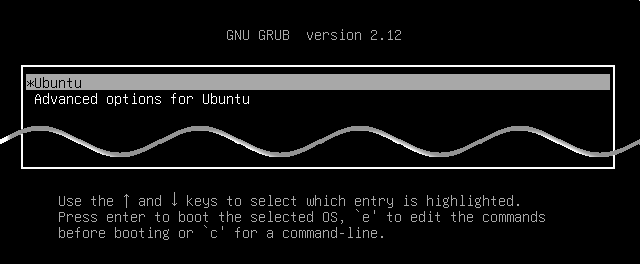 GNU GRUB  version 2.12
*Ubuntu
Advanced options for Ubuntu
Use the ↑ and ↓ keys to select which entry is highlighted.
Press enter to boot the selected OS, `e' to edit the commands
before booting or `c' for a command-line.